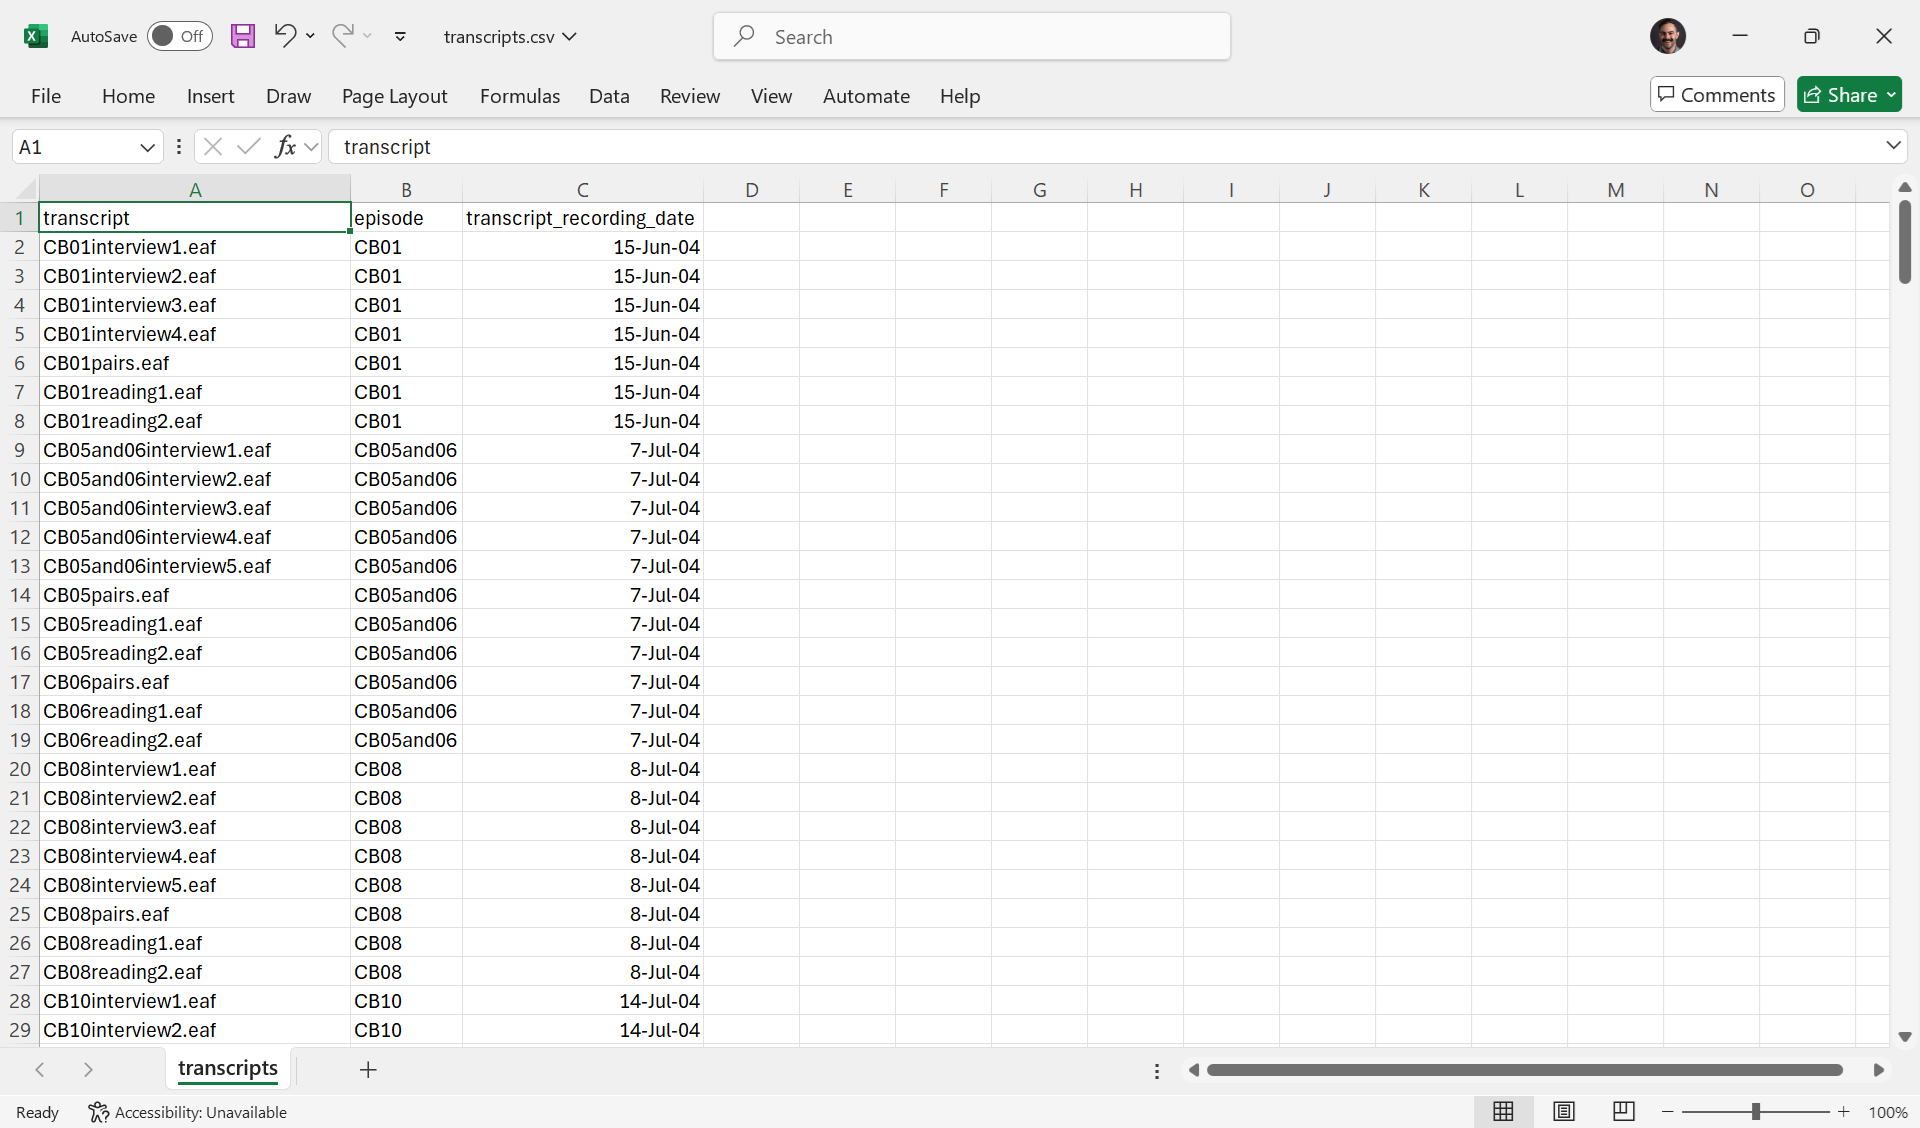 AutoSave Off transcripts.csv Search
File Home Insert Draw Page Layout Formulas Data Review View Automate Help Comments Share
A1 fx transcript
A B C D E F G H I J K L M N O
1 transcript episode transcript_recording_date
2 CB01interview1.eaf CB01 15-Jun-04
3 CB01interview2.eaf CB01 15-Jun-04
4 CB01interview3.eaf CB01 15-Jun-04
5 CB01interview4.eaf CB01 15-Jun-04
6 CB01pairs.eaf CB01 15-Jun-04
7 CB01reading1.eaf CB01 15-Jun-04
8 CB01reading2.eaf CB01 15-Jun-04
9 CB05and06interview1.eaf CB05and06 7-Jul-04
10 CB05and06interview2.eaf CB05and06 7-Jul-04
11 CB05and06interview3.eaf CB05and06 7-Jul-04
12 CB05and06interview4.eaf CB05and06 7-Jul-04
13 CB05and06interview5.eaf CB05and06 7-Jul-04
14 CB05pairs.eaf CB05and06 7-Jul-04
15 CB05reading1.eaf CB05and06 7-Jul-04
16 CB05reading2.eaf CB05and06 7-Jul-04
17 CB06pairs.eaf CB05and06 7-Jul-04
18 CB06reading1.eaf CB05and06 7-Jul-04
19 CB06reading2.eaf CB05and06 7-Jul-04
20 CB08interview1.eaf CB08 8-Jul-04
21 CB08interview2.eaf CB08 8-Jul-04
22 CB08interview3.eaf CB08 8-Jul-04
23 CB08interview4.eaf CB08 8-Jul-04
24 CB08interview5.eaf CB08 8-Jul-04
25 CB08pairs.eaf CB08 8-Jul-04
26 CB08reading1.eaf CB08 8-Jul-04
27 CB08reading2.eaf CB08 8-Jul-04
28 CB10interview1.eaf CB10 14-Jul-04
29 CB10interview2.eaf CB10 14-Jul-04
transcripts
Ready Accessibility: Unavailable 100%